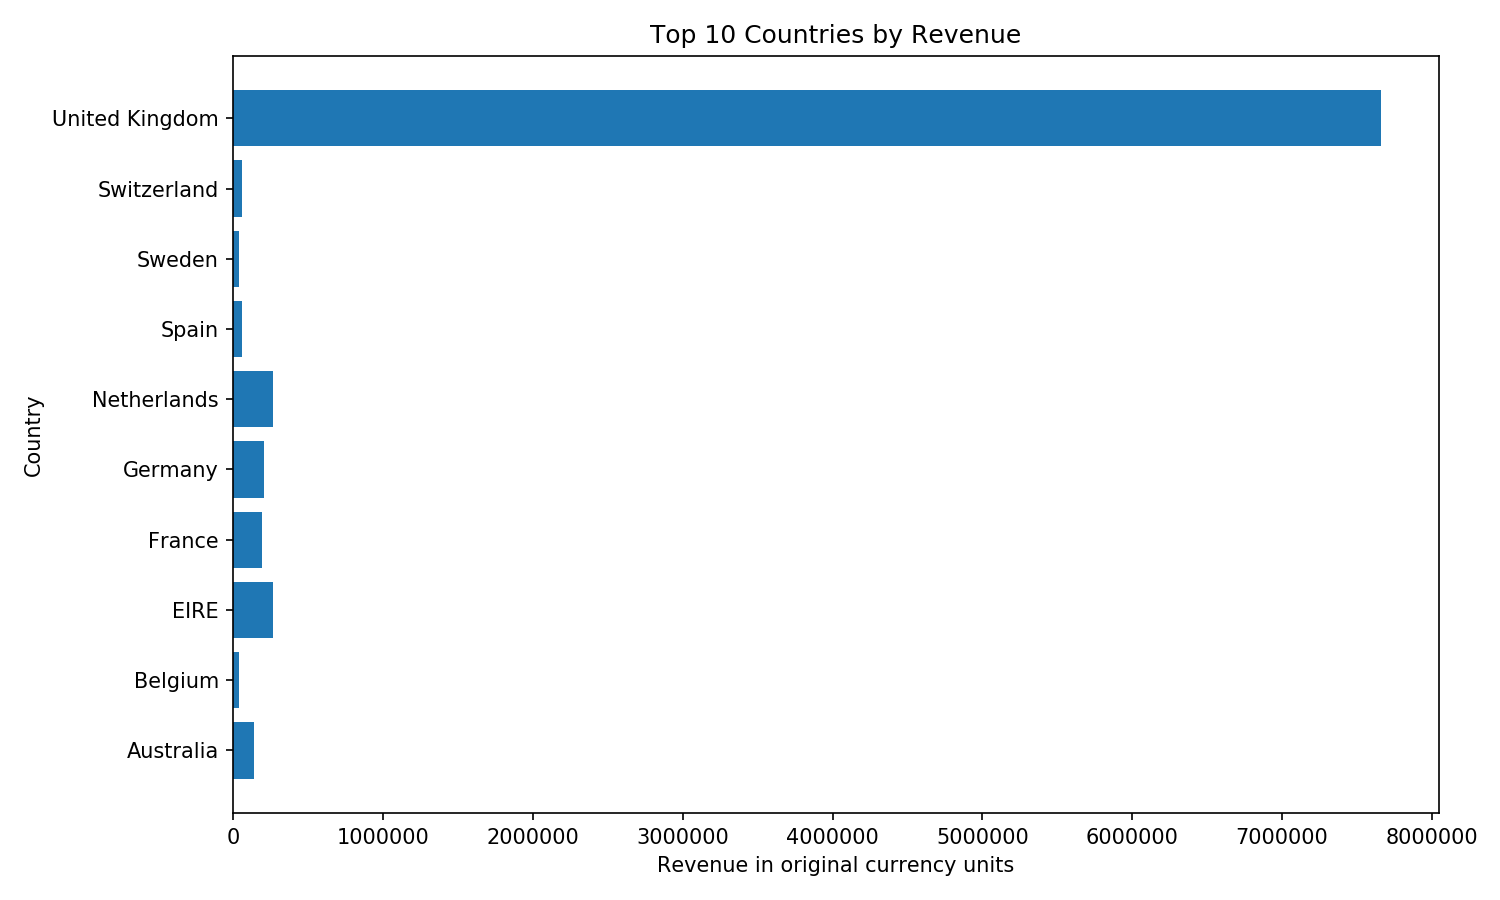 Top 10 Countries by Revenue
United Kingdom
Switzerland
Sweden
Spain
Netherlands
Germany
France
EIRE
Belgium
Australia
Country
0 1000000 2000000 3000000 4000000 5000000 6000000 7000000 8000000
Revenue in original currency units